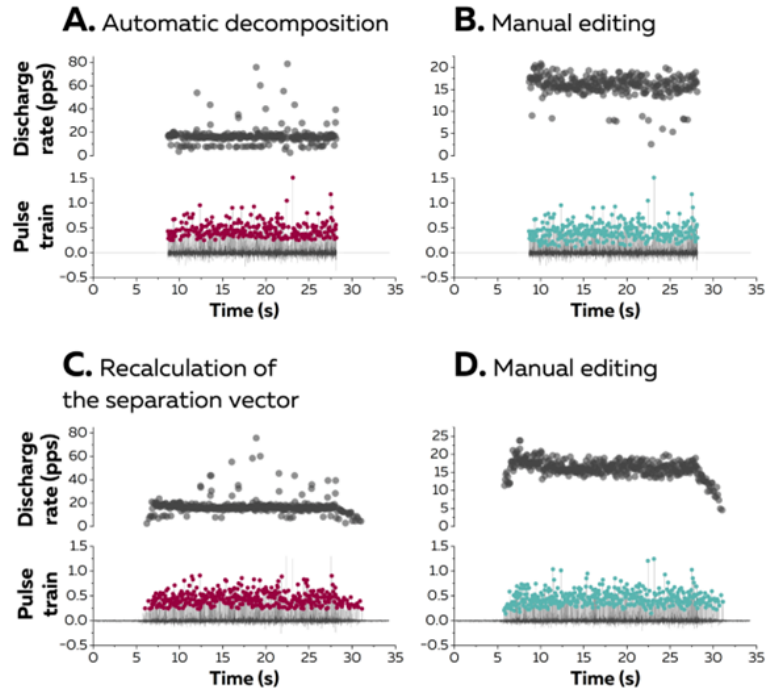 A. Automatic decomposition
B. Manual editing
Discharge
rate (pps)
80
60
40
20
0
20
15
10
5
0
Pulse
train
1.5
1.0
0.5
0.0
−0.5
0 5 10 15 20 25 30 35
Time (s)
1.5
1.0
0.5
0.0
−0.5
0 5 10 15 20 25 30 35
Time (s)
C. Recalculation of
the separation vector
D. Manual editing
Discharge
rate (pps)
80
60
40
20
0
25
20
15
10
5
0
Pulse
train
1.5
1.0
0.5
0.0
−0.5
0 5 10 15 20 25 30 35
Time (s)
1.5
1.0
0.5
0.0
−0.5
0 5 10 15 20 25 30 35
Time (s)